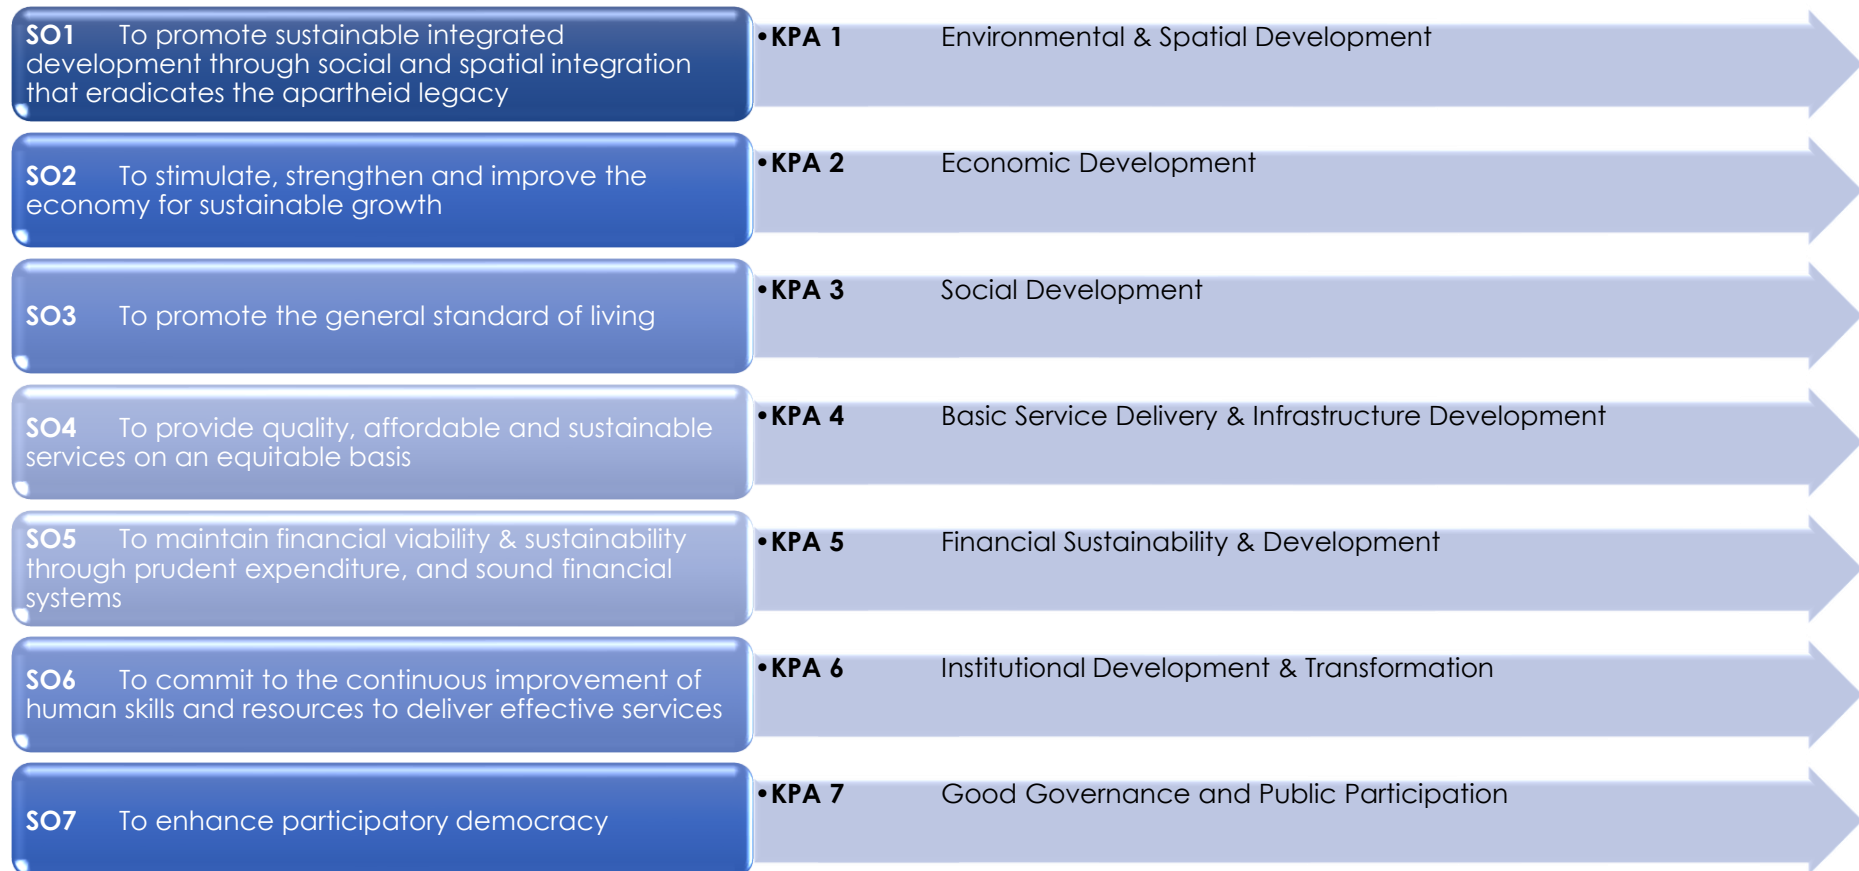 SO1 To promote sustainable integrated
development through social and spatial integration
that eradicates the apartheid legacy
•KPA 1 Environmental & Spatial Development
SO2 To stimulate, strengthen and improve the
economy for sustainable growth
•KPA 2 Economic Development
SO3 To promote the general standard of living
•KPA 3 Social Development
SO4 To provide quality, affordable and sustainable
services on an equitable basis
•KPA 4 Basic Service Delivery & Infrastructure Development
SO5 To maintain financial viability & sustainability
through prudent expenditure, and sound financial
systems
•KPA 5 Financial Sustainability & Development
SO6 To commit to the continuous improvement of
human skills and resources to deliver effective services
•KPA 6 Institutional Development & Transformation
SO7 To enhance participatory democracy
•KPA 7 Good Governance and Public Participation